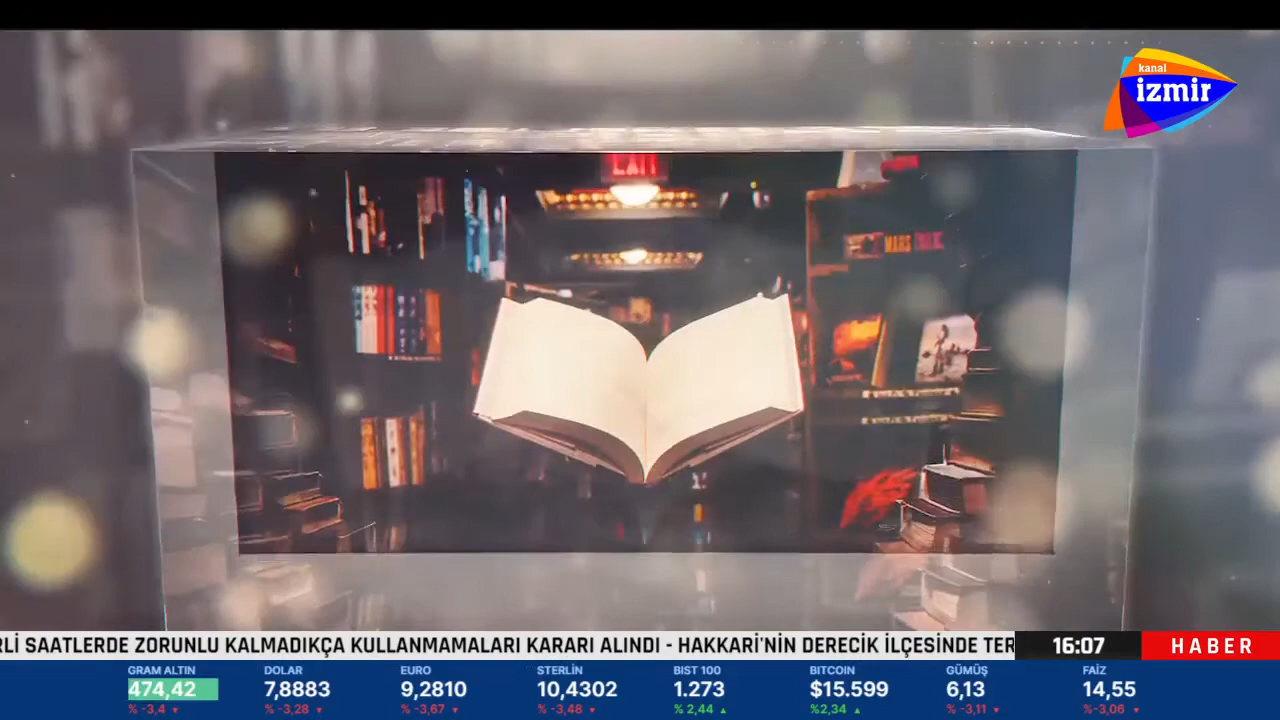 kanal
izmir
EXIT
MARS
RLİ SAATLERDE ZORUNLU KALMADIKÇA KULLANMAMALARI KARARI ALINDI - HAKKARİ'NİN DERECİK İLÇESİNDE TER
16:07
HABER
GRAM ALTIN
474,42
% -3,4
DOLAR
7,8883
% -3,28
EURO
9,2810
% -3,67
STERLİN
10,4302
% -3,48
BIST 100
1.273
% 2,44
BITCOIN
$15.599
%2,34
GÜMÜŞ
6,13
% -3,11
FAİZ
14,55
%-3,06